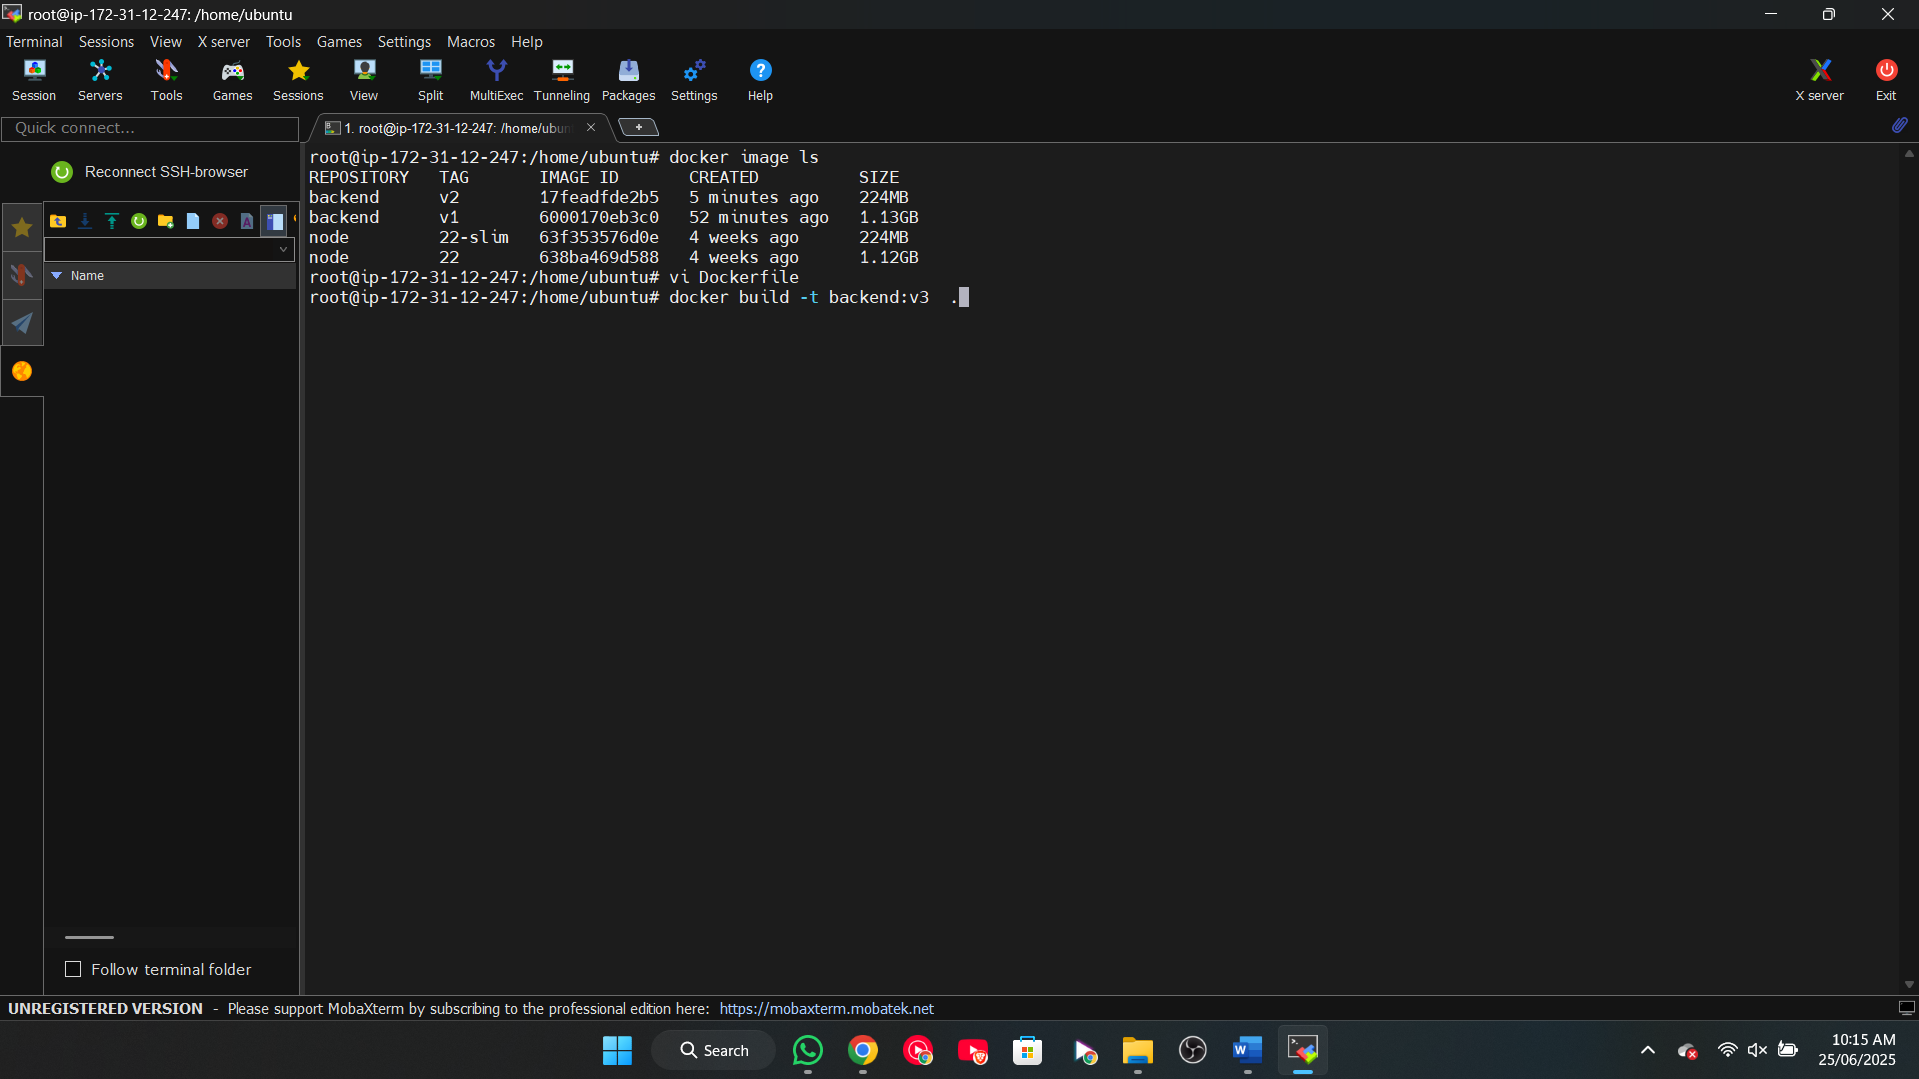 root@ip-172-31-12-247: /home/ubuntu
Terminal Sessions View X server Tools Games Settings Macros Help
Session Servers Tools Games Sessions View Split MultiExec Tunneling Packages Settings Help X server Exit
Quick connect...
1. root@ip-172-31-12-247: /home/ubun
Reconnect SSH-browser
Name
root@ip-172-31-12-247:/home/ubuntu# docker image ls
REPOSITORY TAG IMAGE ID CREATED SIZE
backend v2 17feadfde2b5 5 minutes ago 224MB
backend v1 6000170eb3c0 52 minutes ago 1.13GB
node 22-slim 63f353576d0e 4 weeks ago 224MB
node 22 638ba469d588 4 weeks ago 1.12GB
root@ip-172-31-12-247:/home/ubuntu# vi Dockerfile
root@ip-172-31-12-247:/home/ubuntu# docker build -t backend:v3  .
Follow terminal folder
UNREGISTERED VERSION - Please support MobaXterm by subscribing to the professional edition here: https://mobaxterm.mobatek.net
Search
10:15 AM
25/06/2025